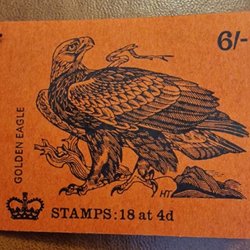 6/-
GOLDEN EAGLE
HT
STAMPS: 18 at 4d